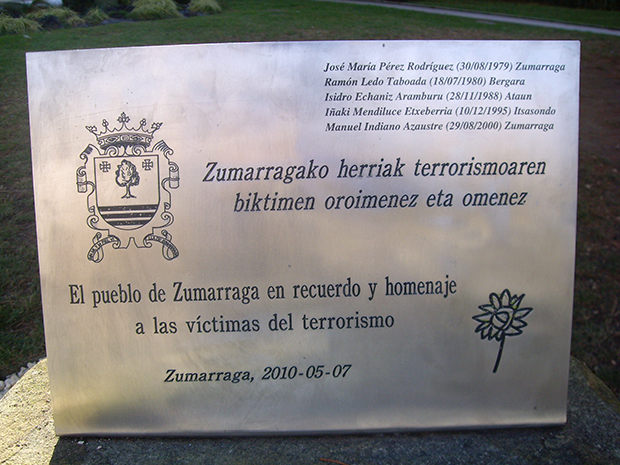 José María Pérez Rodríguez (30/08/1979) Zumarraga
Ramón Ledo Taboada (18/07/1980) Bergara
Isidro Echaniz Aramburu (28/11/1988) Ataun
Iñaki Mendiluce Etxeberria (10/12/1995) Itsasondo
Manuel Indiano Azaustre (29/08/2000) Zumarraga
Zumarragako herriak terrorismoaren
biktimen oroimenez eta omenez
El pueblo de Zumarraga en recuerdo y homenaje
a las víctimas del terrorismo
Zumarraga, 2010-05-07